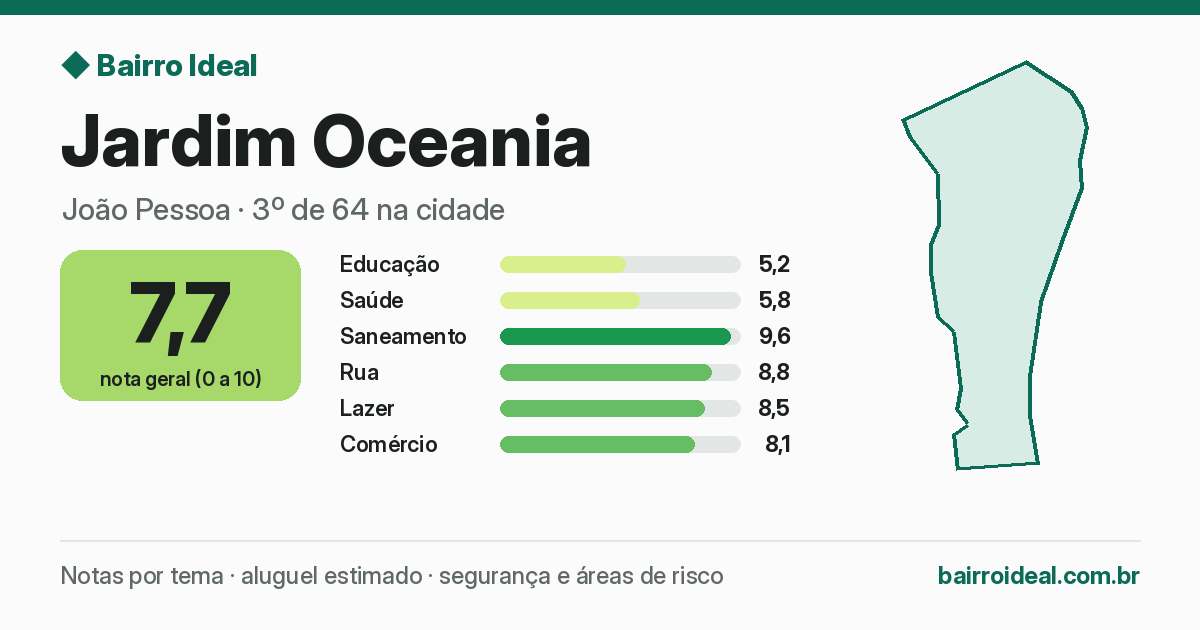 Bairro Ideal
Jardim Oceania
João Pessoa · 3º de 64 na cidade
7,7
nota geral (0 a 10)
Educação 5,2
Saúde 5,8
Saneamento 9,6
Rua 8,8
Lazer 8,5
Comércio 8,1
Notas por tema · aluguel estimado · segurança e áreas de risco
bairroideal.com.br